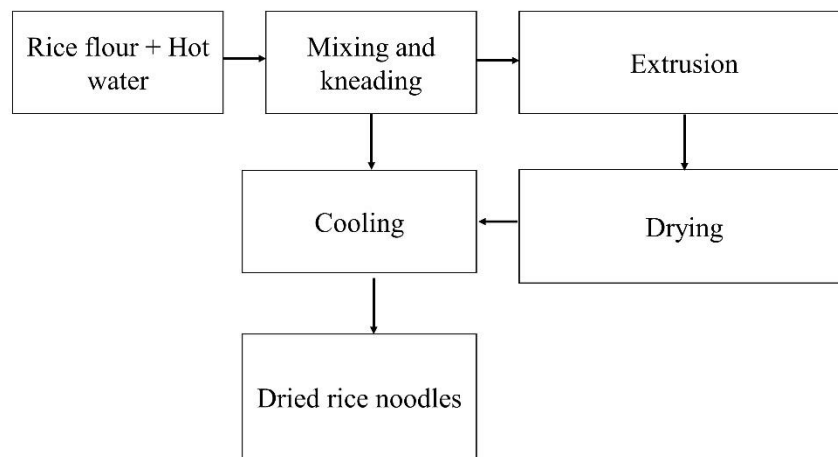 Rice flour + Hot
water
Mixing and
kneading
Extrusion
Cooling
Drying
Dried rice noodles